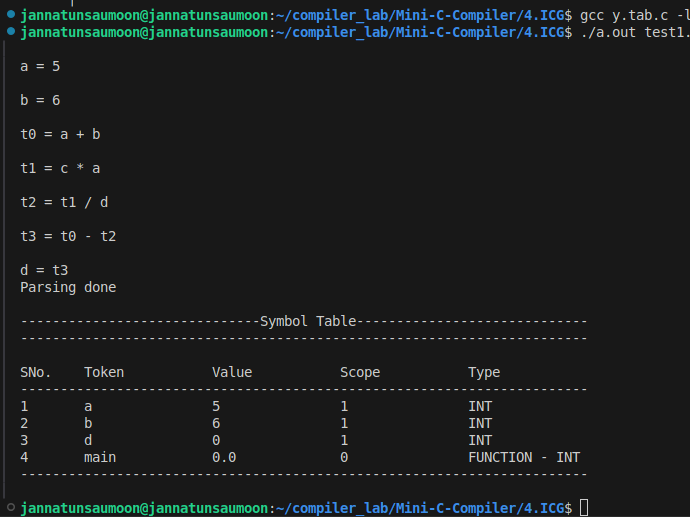 jannatunsaumoon@jannatunsaumoon:~/compiler_lab/Mini-C-Compiler/4.ICG$ gcc y.tab.c -l
jannatunsaumoon@jannatunsaumoon:~/compiler_lab/Mini-C-Compiler/4.ICG$ ./a.out test1.
a = 5
b = 6
t0 = a + b
t1 = c * a
t2 = t1 / d
t3 = t0 - t2
d = t3
Parsing done
------------------------------Symbol Table-----------------------------
-----------------------------------------------------------------------
SNo. Token Value Scope Type
-----------------------------------------------------------------------
1 a 5 1 INT
2 b 6 1 INT
3 d 0 1 INT
4 main 0.0 0 FUNCTION - INT
-----------------------------------------------------------------------
jannatunsaumoon@jannatunsaumoon:~/compiler_lab/Mini-C-Compiler/4.ICG$